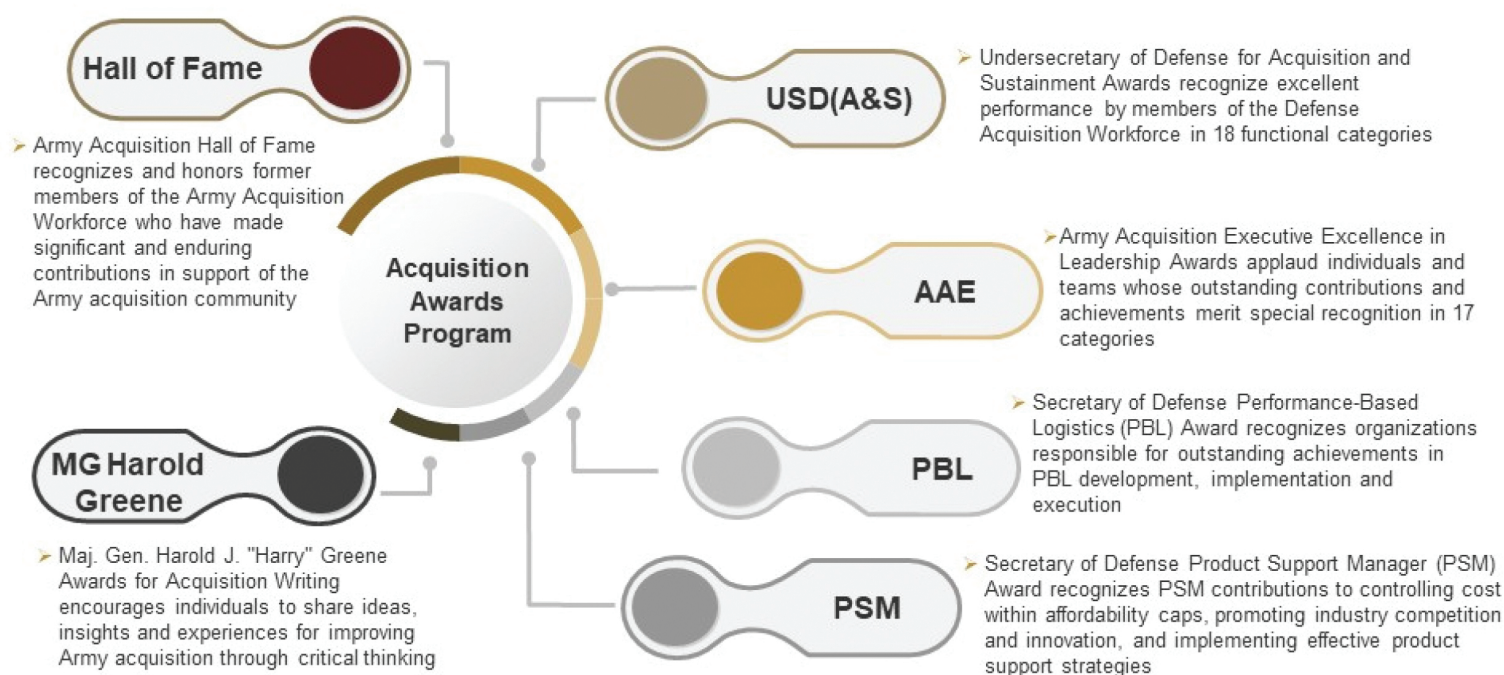 Hall of Fame
➤ Army Acquisition Hall of Fame
recognizes and honors former
members of the Army Acquisition
Workforce who have made
significant and enduring
contributions in support of the
Army acquisition community
Acquisition
Awards
Program
MG Harold
Greene
➤ Maj. Gen. Harold J. "Harry" Greene
Awards for Acquisition Writing
encourages individuals to share ideas,
insights and experiences for improving
Army acquisition through critical thinking
USD(A&S)
➤ Undersecretary of Defense for Acquisition and
Sustainment Awards recognize excellent
performance by members of the Defense
Acquisition Workforce in 18 functional categories
AAE
➤ Army Acquisition Executive Excellence in
Leadership Awards applaud individuals and
teams whose outstanding contributions and
achievements merit special recognition in 17
categories
PBL
➤ Secretary of Defense Performance-Based
Logistics (PBL) Award recognizes organizations
responsible for outstanding achievements in
PBL development, implementation and
execution
PSM
➤ Secretary of Defense Product Support Manager (PSM)
Award recognizes PSM contributions to controlling cost
within affordability caps, promoting industry competition
and innovation, and implementing effective product
support strategies